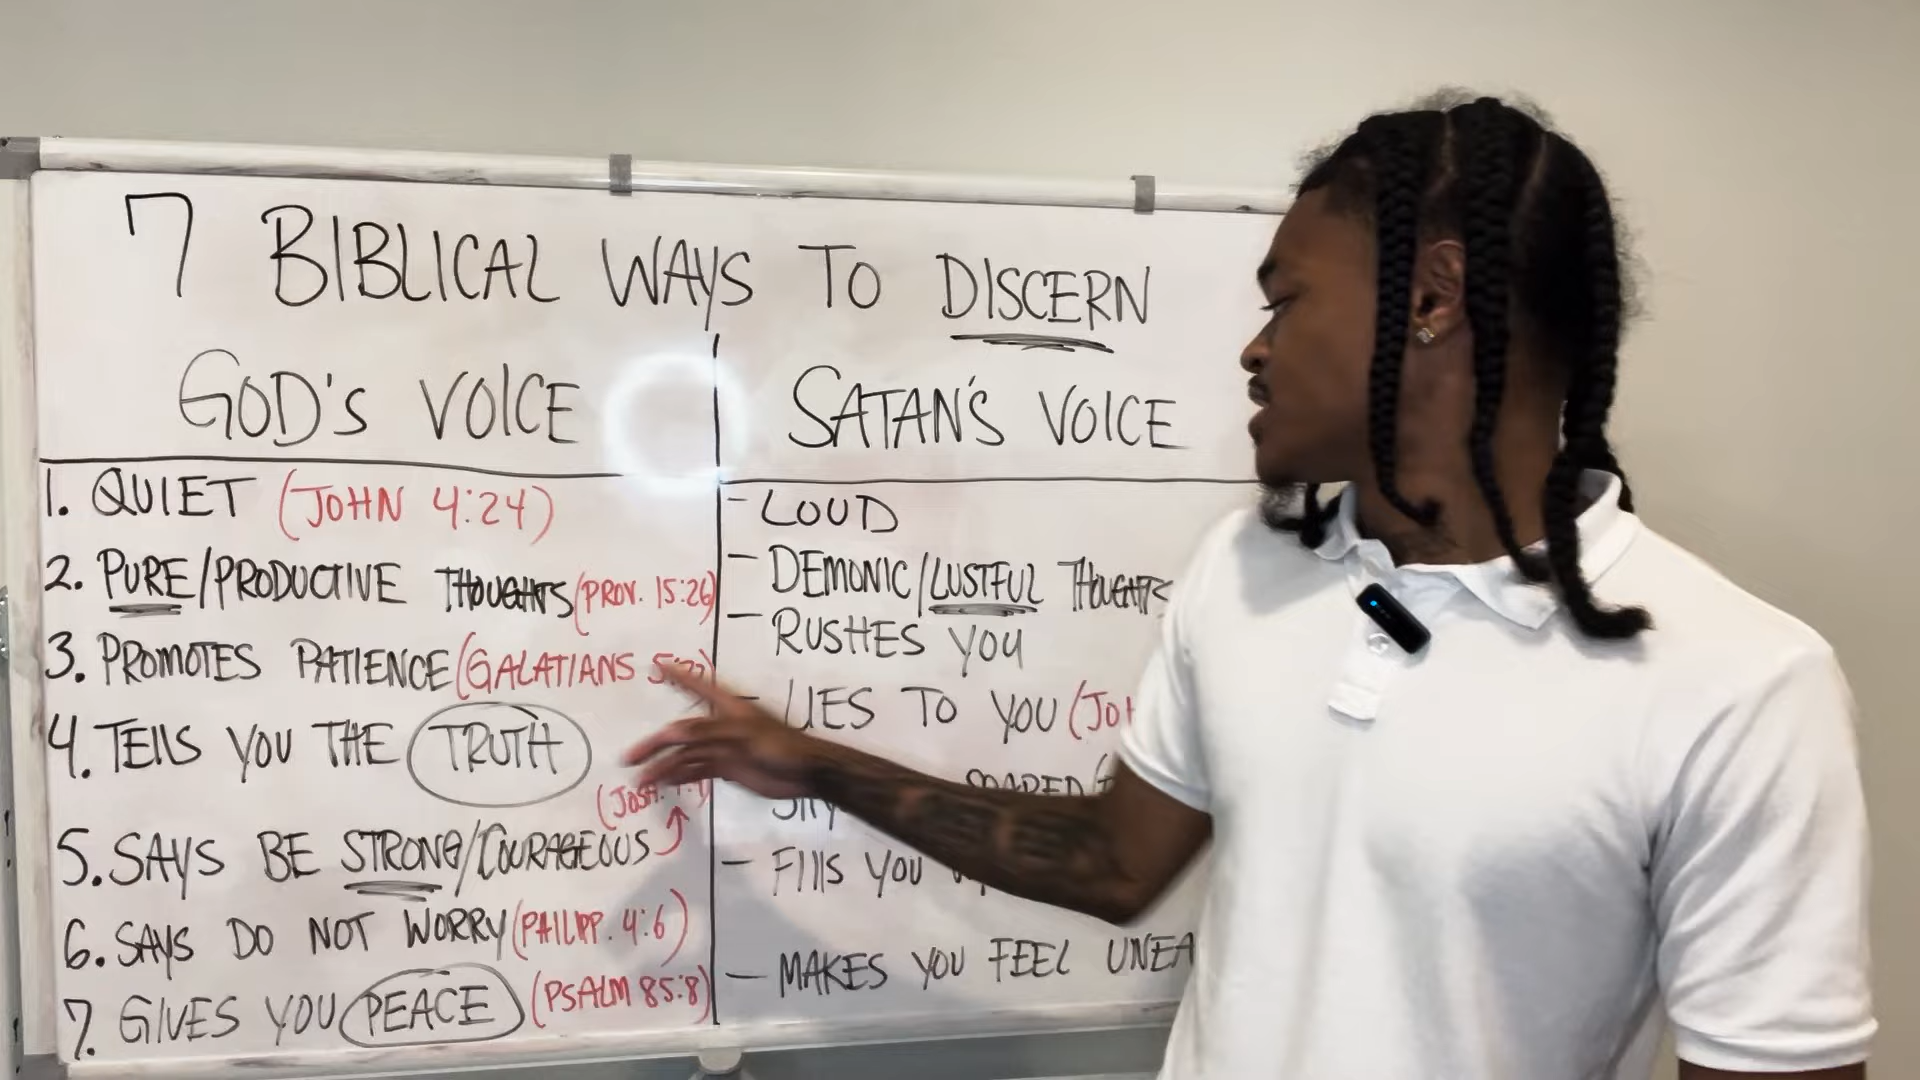 7 BIBLICAL WAYS TO DISCERN
GOD'S VOICE
1. QUIET (JOHN 4:24)
2. PURE/PRODUCTIVE THOUGHTS (PROV. 15:26)
3. PROMOTES PATIENCE (GALATIANS
4. TELLS YOU THE TRUTH
5. SAYS BE STRONG/COURAGEOUS
6. SAYS DO NOT WORRY (PHILIPP. 4:6)
7. GIVES YOU PEACE (PSALM 85:8)
SATAN'S VOICE
- LOUD
- DEMONIC/LUSTFUL THOUGHTS
- RUSHES YOU
- LIES TO YOU
- FILLS YOU
- MAKES YOU FEEL